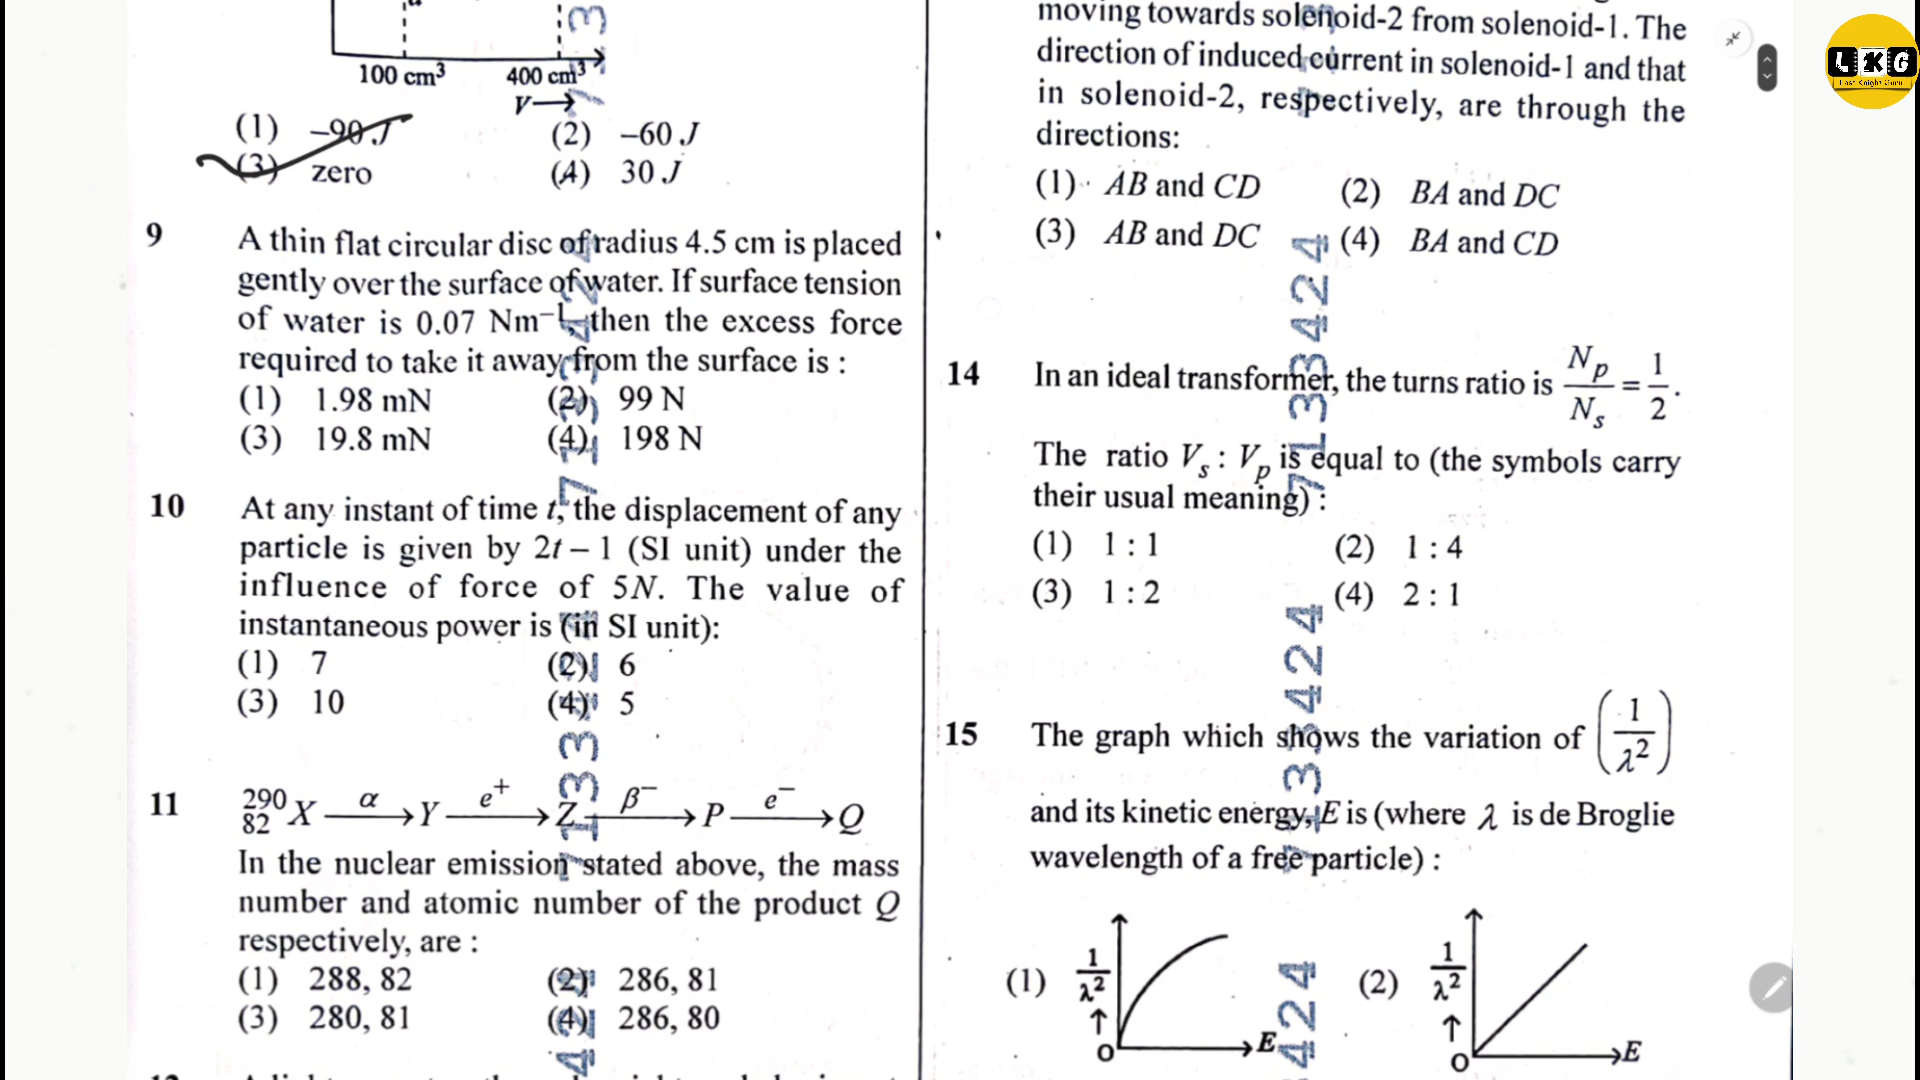 100 cm³ 400 cm³
V→
(1) –90 J (2) –60 J
(3) zero (4) 30 J
9 A thin flat circular disc of radius 4.5 cm is placed
gently over the surface of water. If surface tension
of water is 0.07 Nm⁻¹, then the excess force
required to take it away from the surface is :
(1) 1.98 mN (2) 99 N
(3) 19.8 mN (4) 198 N
10 At any instant of time t, the displacement of any
particle is given by 2t – 1 (SI unit) under the
influence of force of 5N. The value of
instantaneous power is (in SI unit):
(1) 7 (2) 6
(3) 10 (4) 5
11 ²⁹⁰₈₂X —α→ Y —e⁺→ Z —β⁻→ P —e⁻→ Q
In the nuclear emission stated above, the mass
number and atomic number of the product Q
respectively, are :
(1) 288, 82 (2) 286, 81
(3) 280, 81 (4) 286, 80
moving towards solenoid-2 from solenoid-1. The
direction of induced current in solenoid-1 and that
in solenoid-2, respectively, are through the
directions:
(1) AB and CD (2) BA and DC
(3) AB and DC (4) BA and CD
14 In an ideal transformer, the turns ratio is Np/Ns = 1/2.
The ratio Vs : Vp is equal to (the symbols carry
their usual meaning) :
(1) 1 : 1 (2) 1 : 4
(3) 1 : 2 (4) 2 : 1
15 The graph which shows the variation of (1/λ²)
and its kinetic energy, E is (where λ is de Broglie
wavelength of a free particle) :
(1) 1/λ² ↑ O E (2) 1/λ² ↑ O E
7133424
7133424
7133424
7133424
LKG
Last Knight Guru